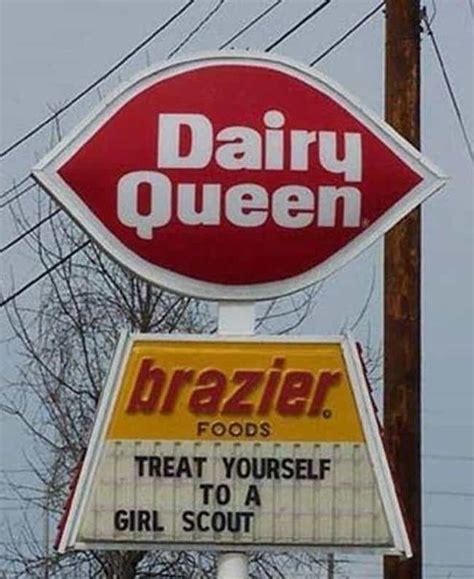 Dairy
Queen
brazier
FOODS
TREAT YOURSELF
TO A
GIRL SCOUT